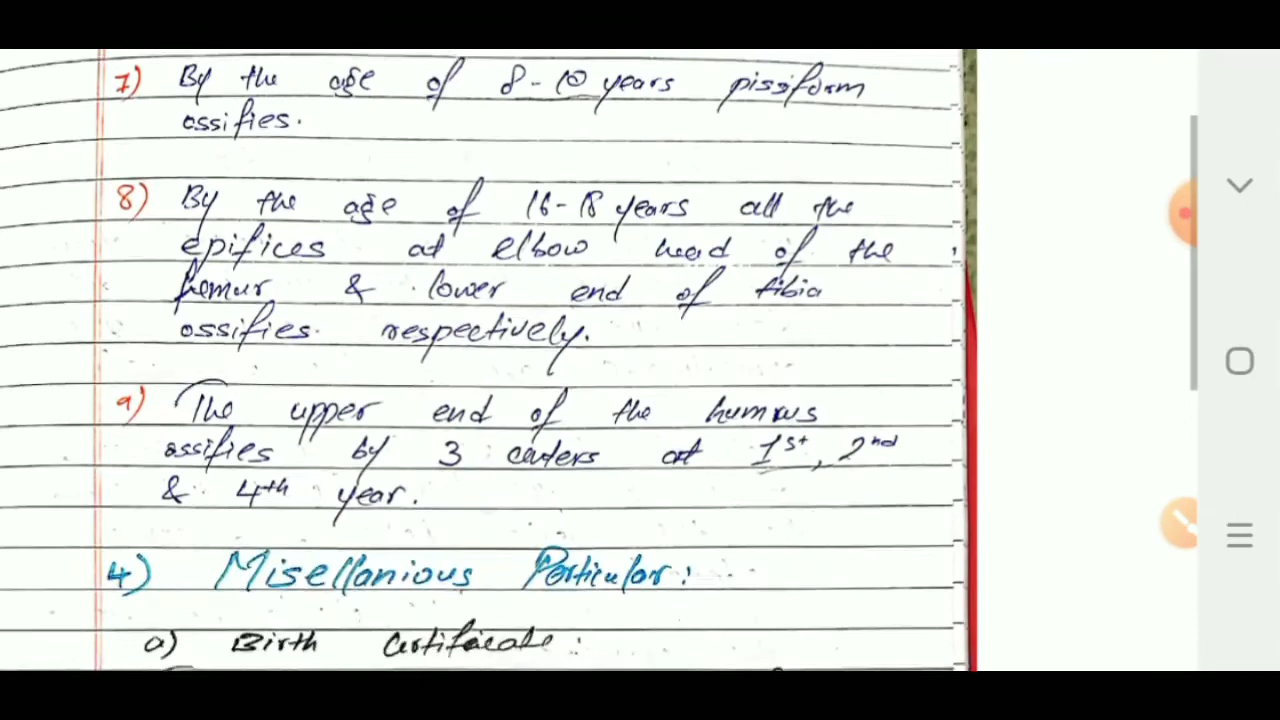 7) By the age of 8-10 years pissform
ossifies.
8) By the age of 16-18 years all the
epifices at elbow head of the
femur & lower end of tibia
ossifies. respectively.
9) The upper end of the humrus
ossifies by 3 centers at 1st, 2nd
& 4th year.
4) Misellanious Particular:
a) Birth Certificate: